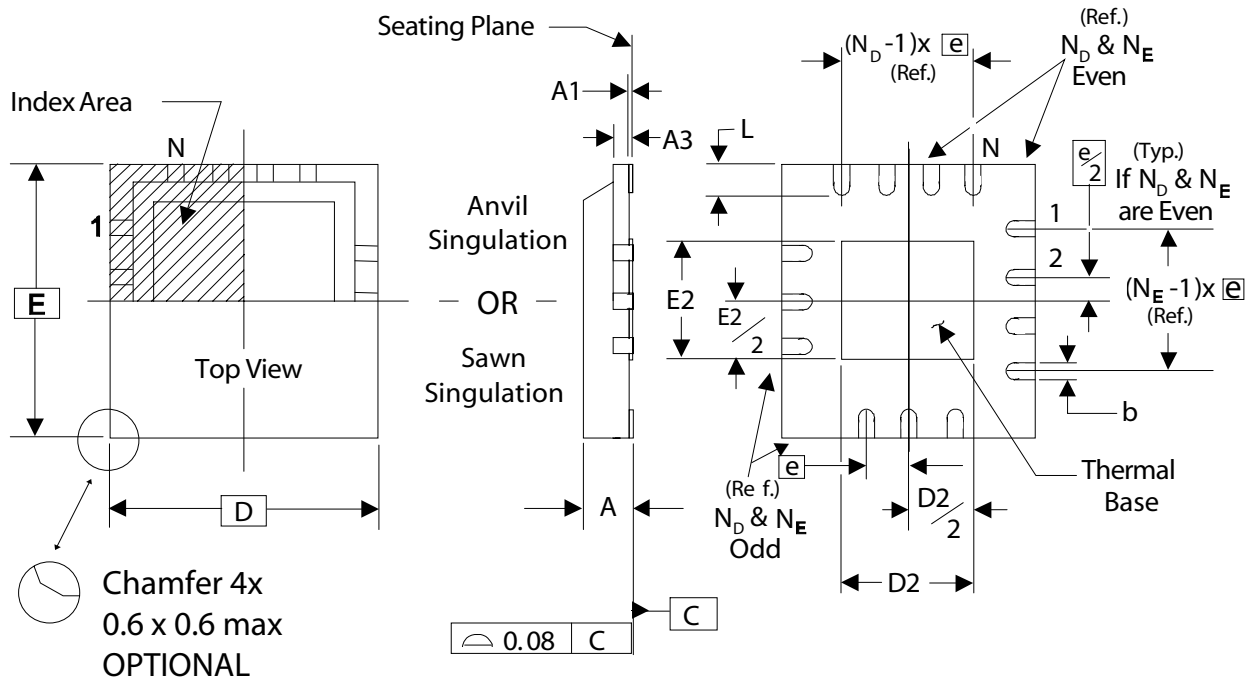 Seating Plane
Index Area
N
1
E
Top View
D
Chamfer 4x
0.6 x 0.6 max
OPTIONAL
A1
A3
L
Anvil
Singulation
OR
Sawn
Singulation
A
0.08 C
C
(N_D -1)x e
(Ref.)
(Ref.)
N_D & N_E
Even
N
e/2
(Typ.)
If N_D & N_E
are Even
1
2
(N_E -1)x e
(Ref.)
b
E2
E2/2
(Re f.)
N_D & N_E
Odd
e
D2/2
D2
Thermal
Base